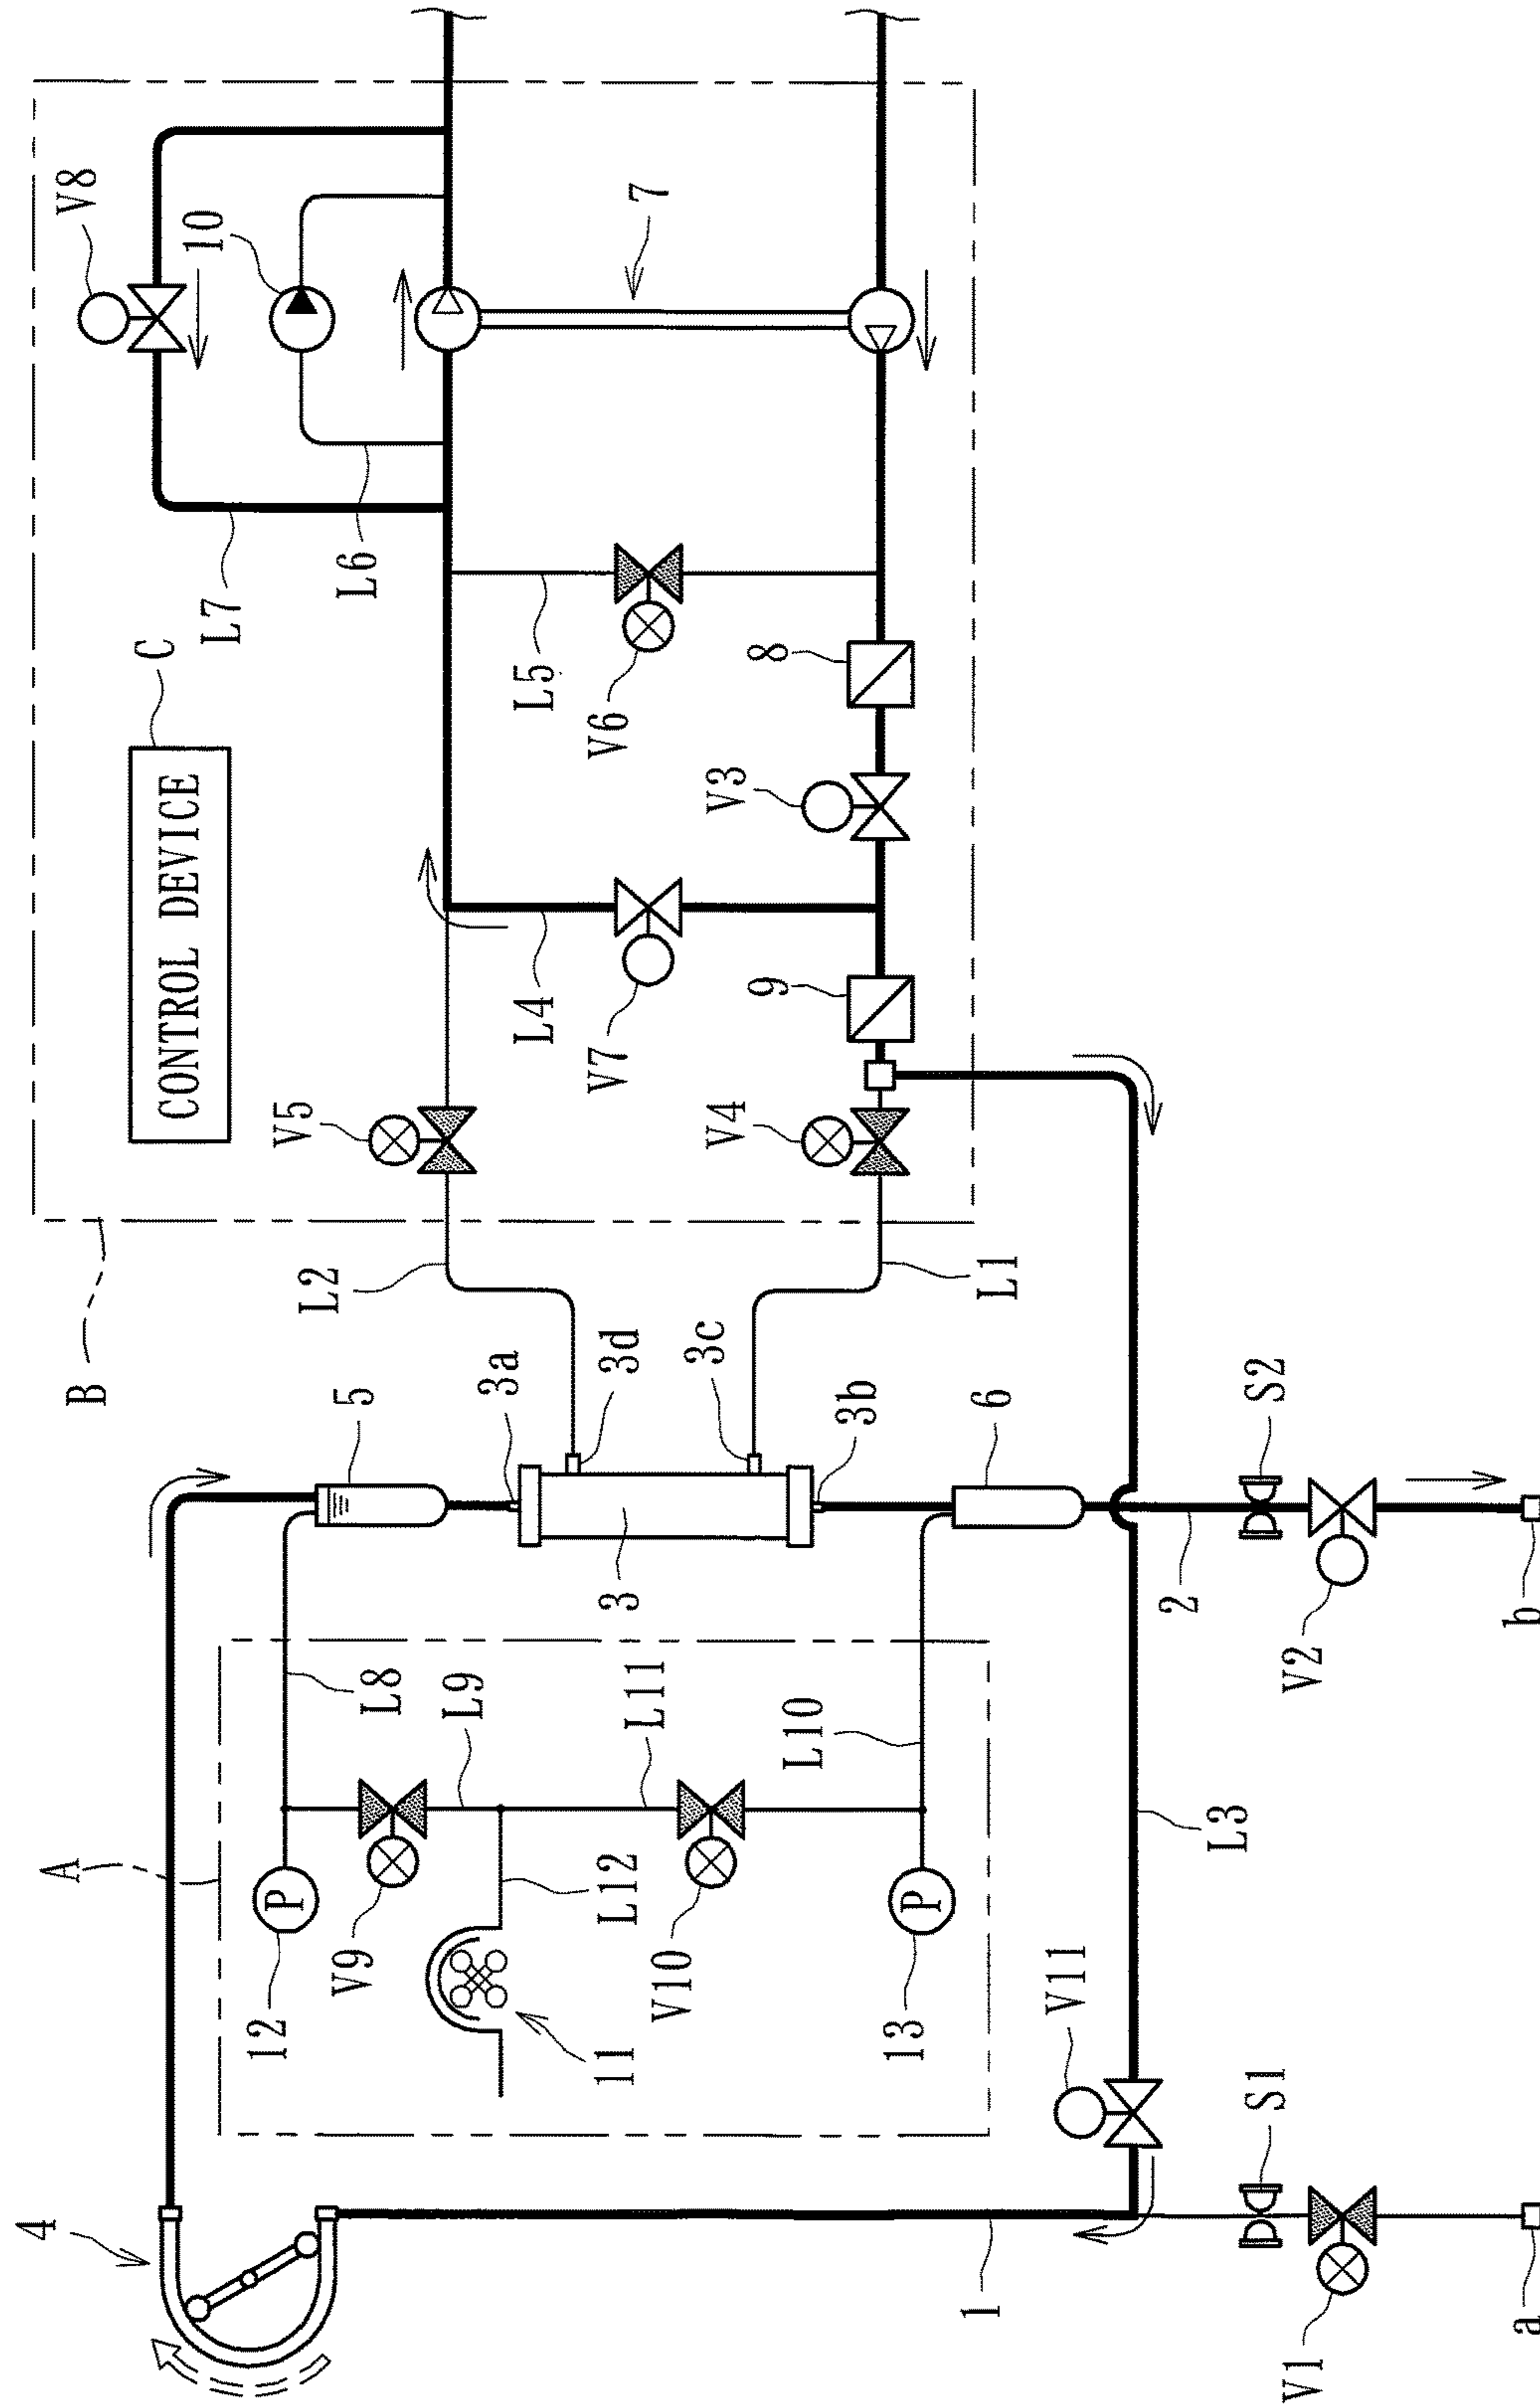 V8
10
7
L7
L6
C
CONTROL DEVICE
L5
V6
8
V3
L4
V7
9
V5
V4
B
L2
L1
5
3a
3d
3c
3b
6
S2
3
2
V2
b
A
L8
L9
L11
L10
L12
L3
P
12
V9
11
V10
P
13
V11
4
1
S1
V1
a